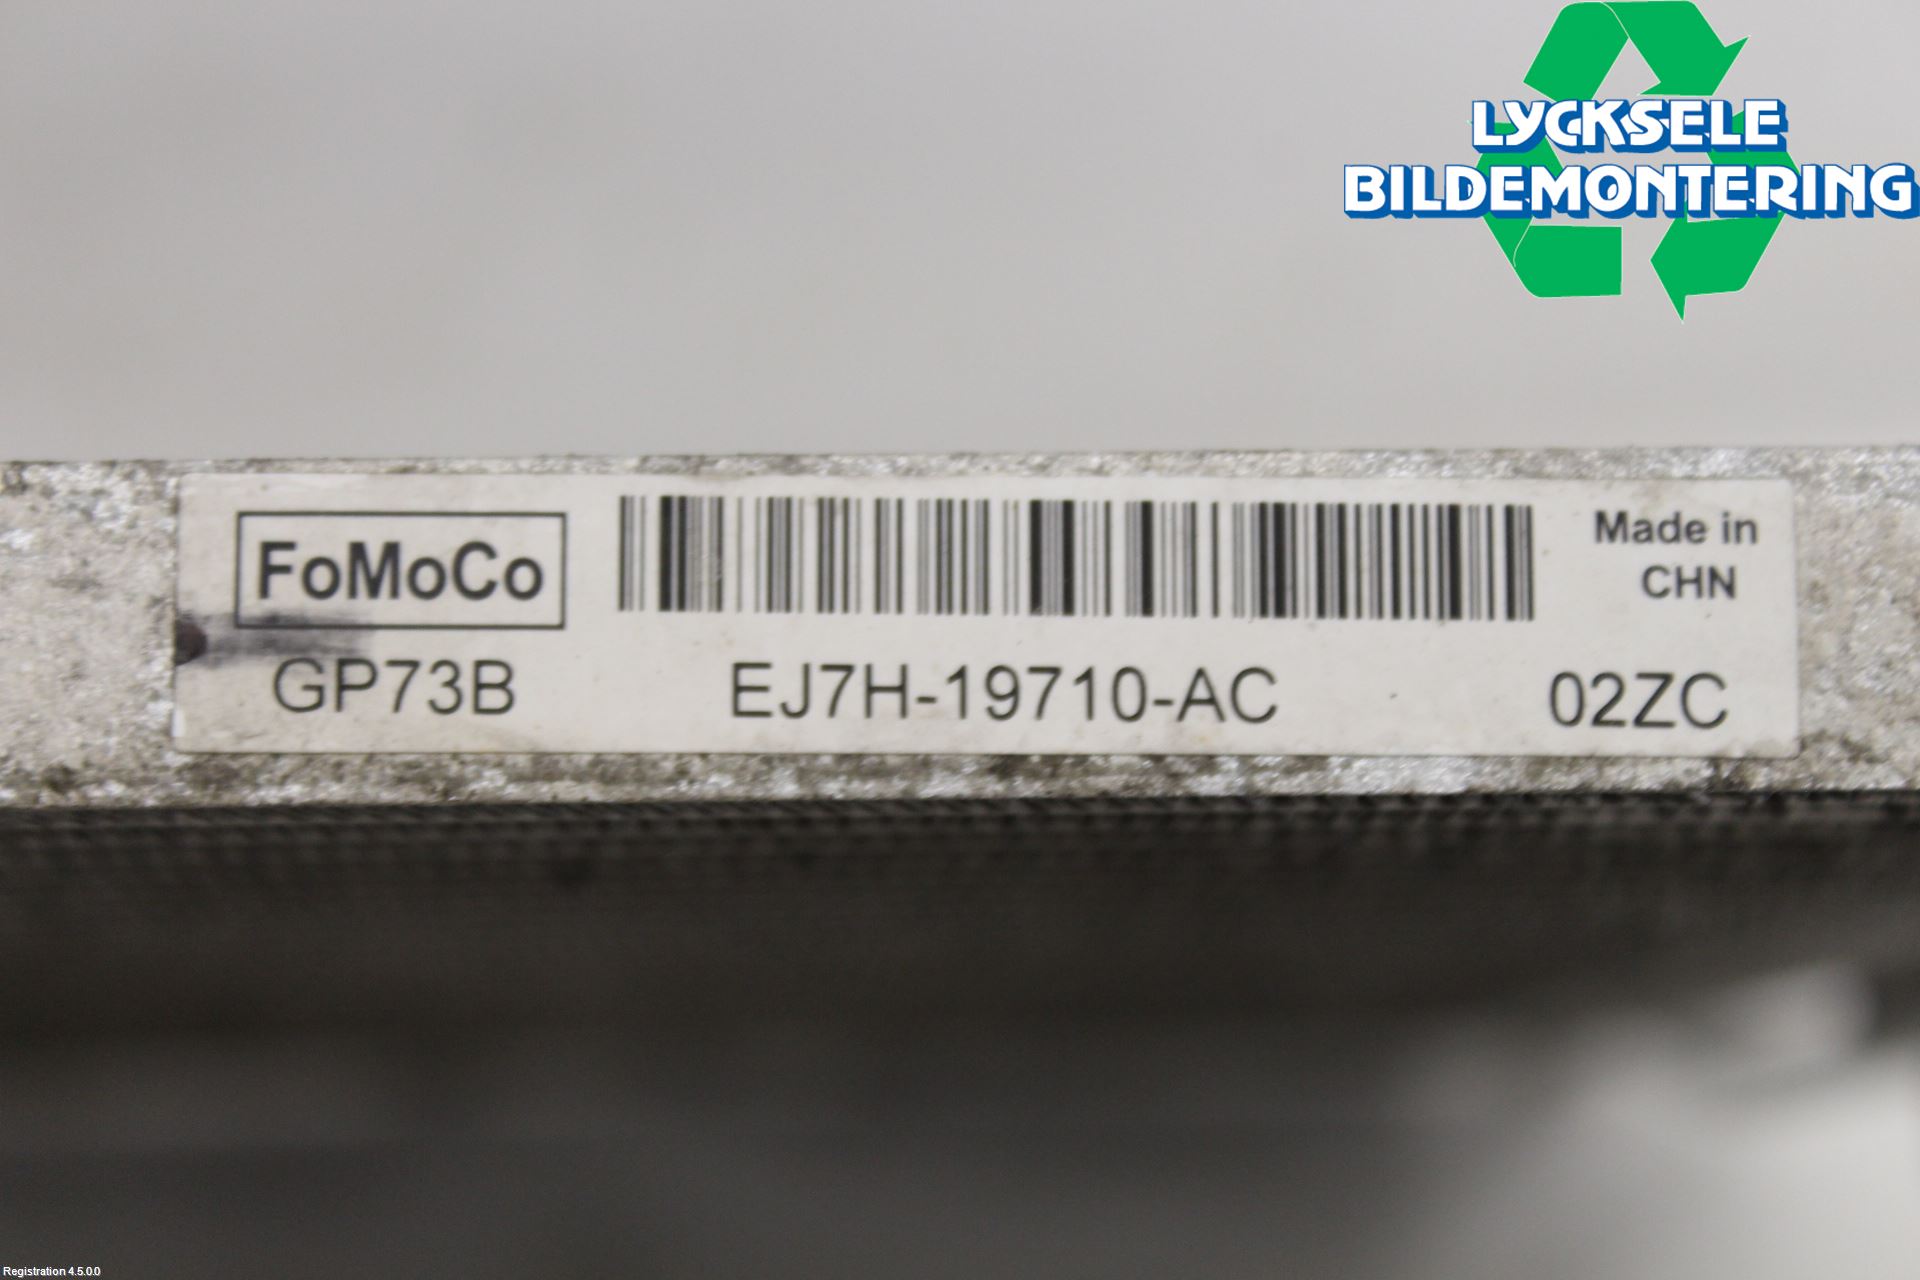 LYCKSELE
BILDEMONTERING
FoMoCo
Made in
CHN
GP73B
EJ7H-19710-AC
02ZC
Registration 4.5.0.0